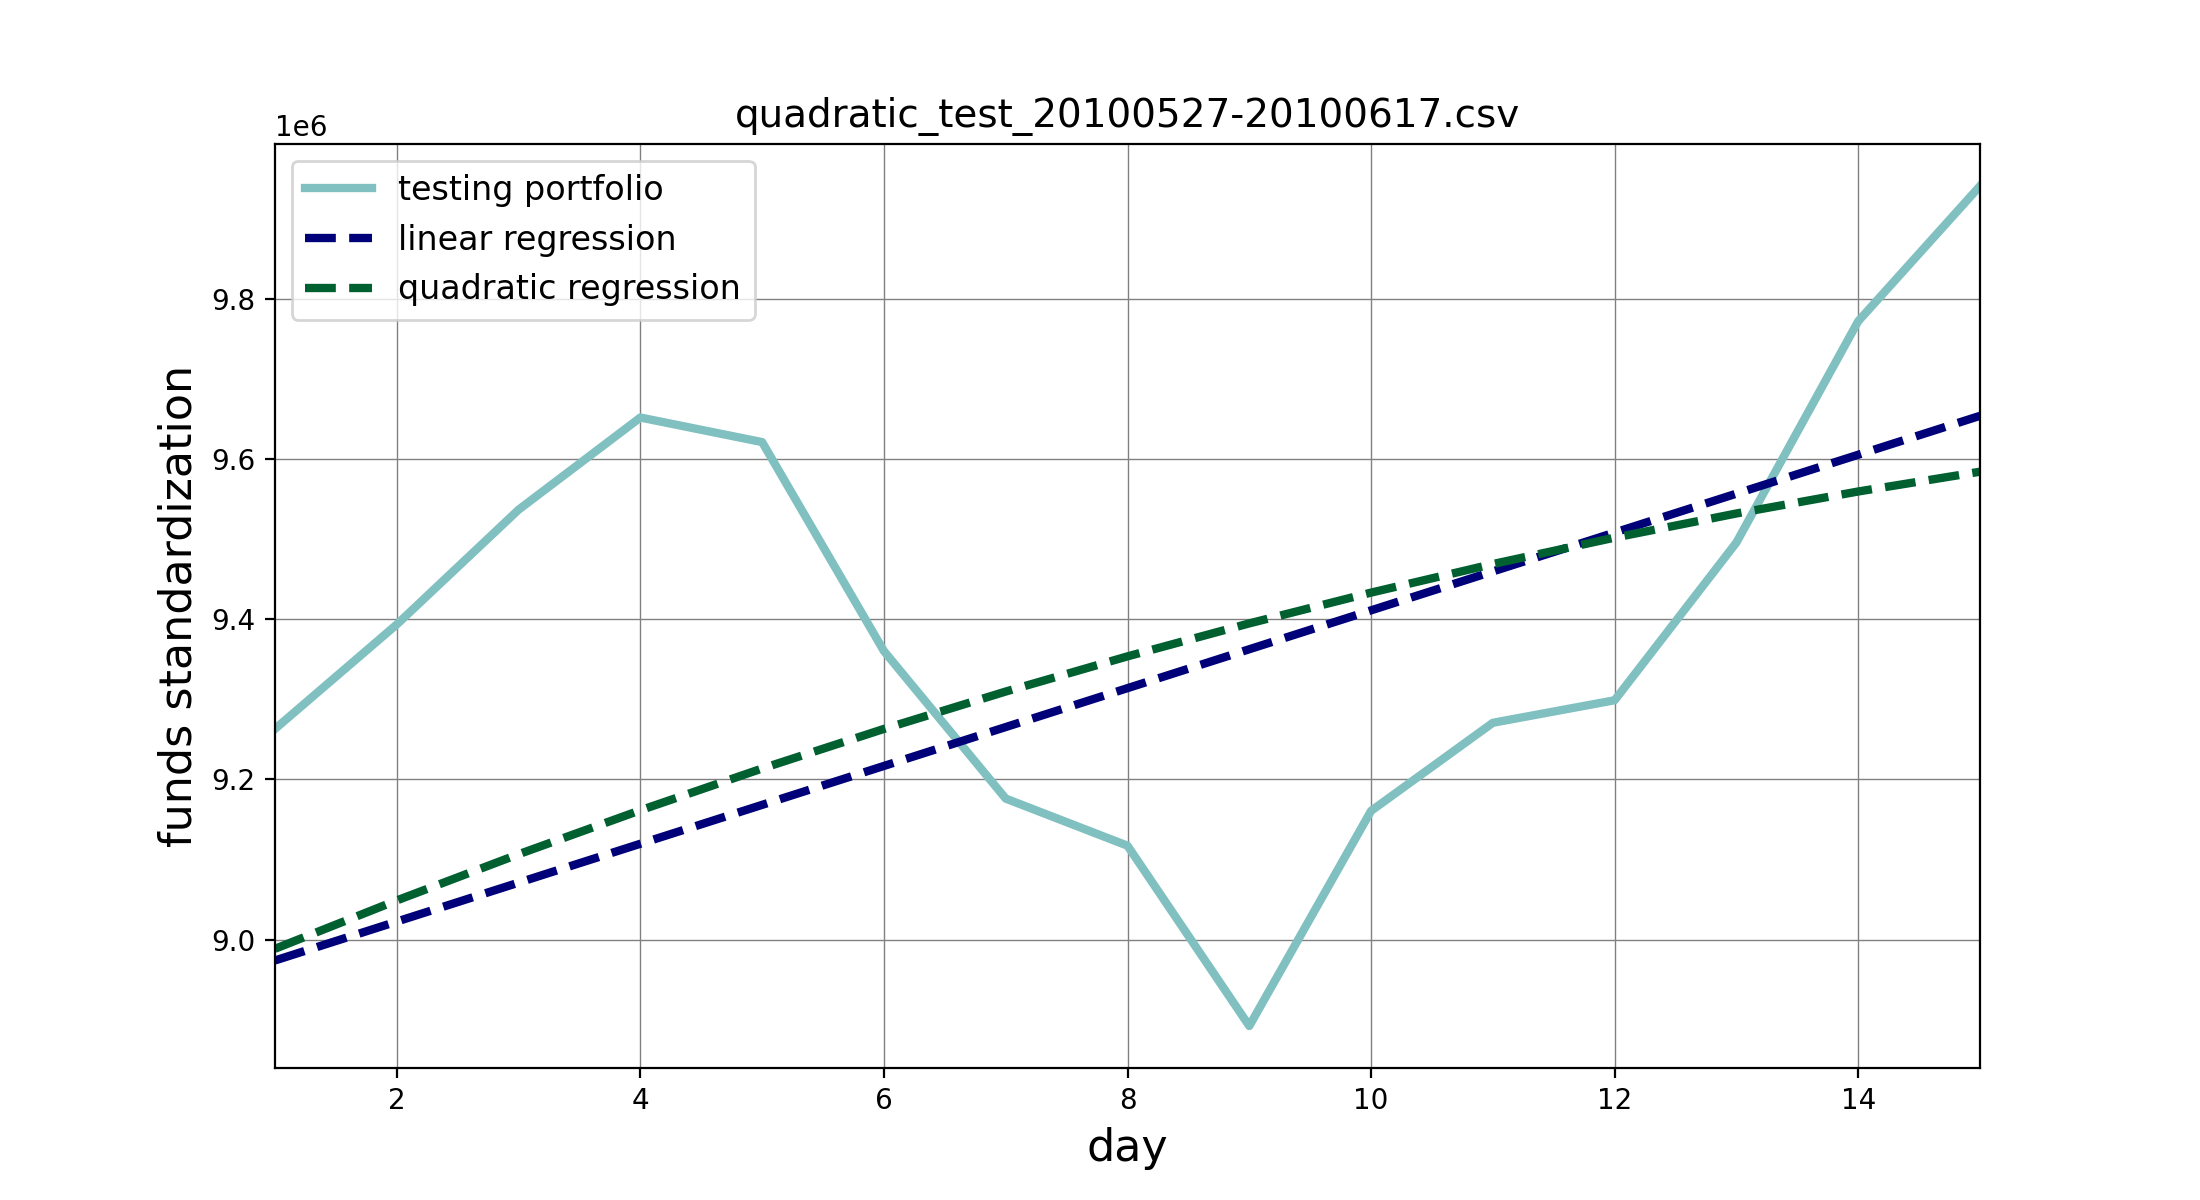 quadratic_test_20100527-20100617.csv
1e6
testing portfolio
linear regression
quadratic regression
funds standardization
9.8
9.6
9.4
9.2
9.0
2 4 6 8 10 12 14
day